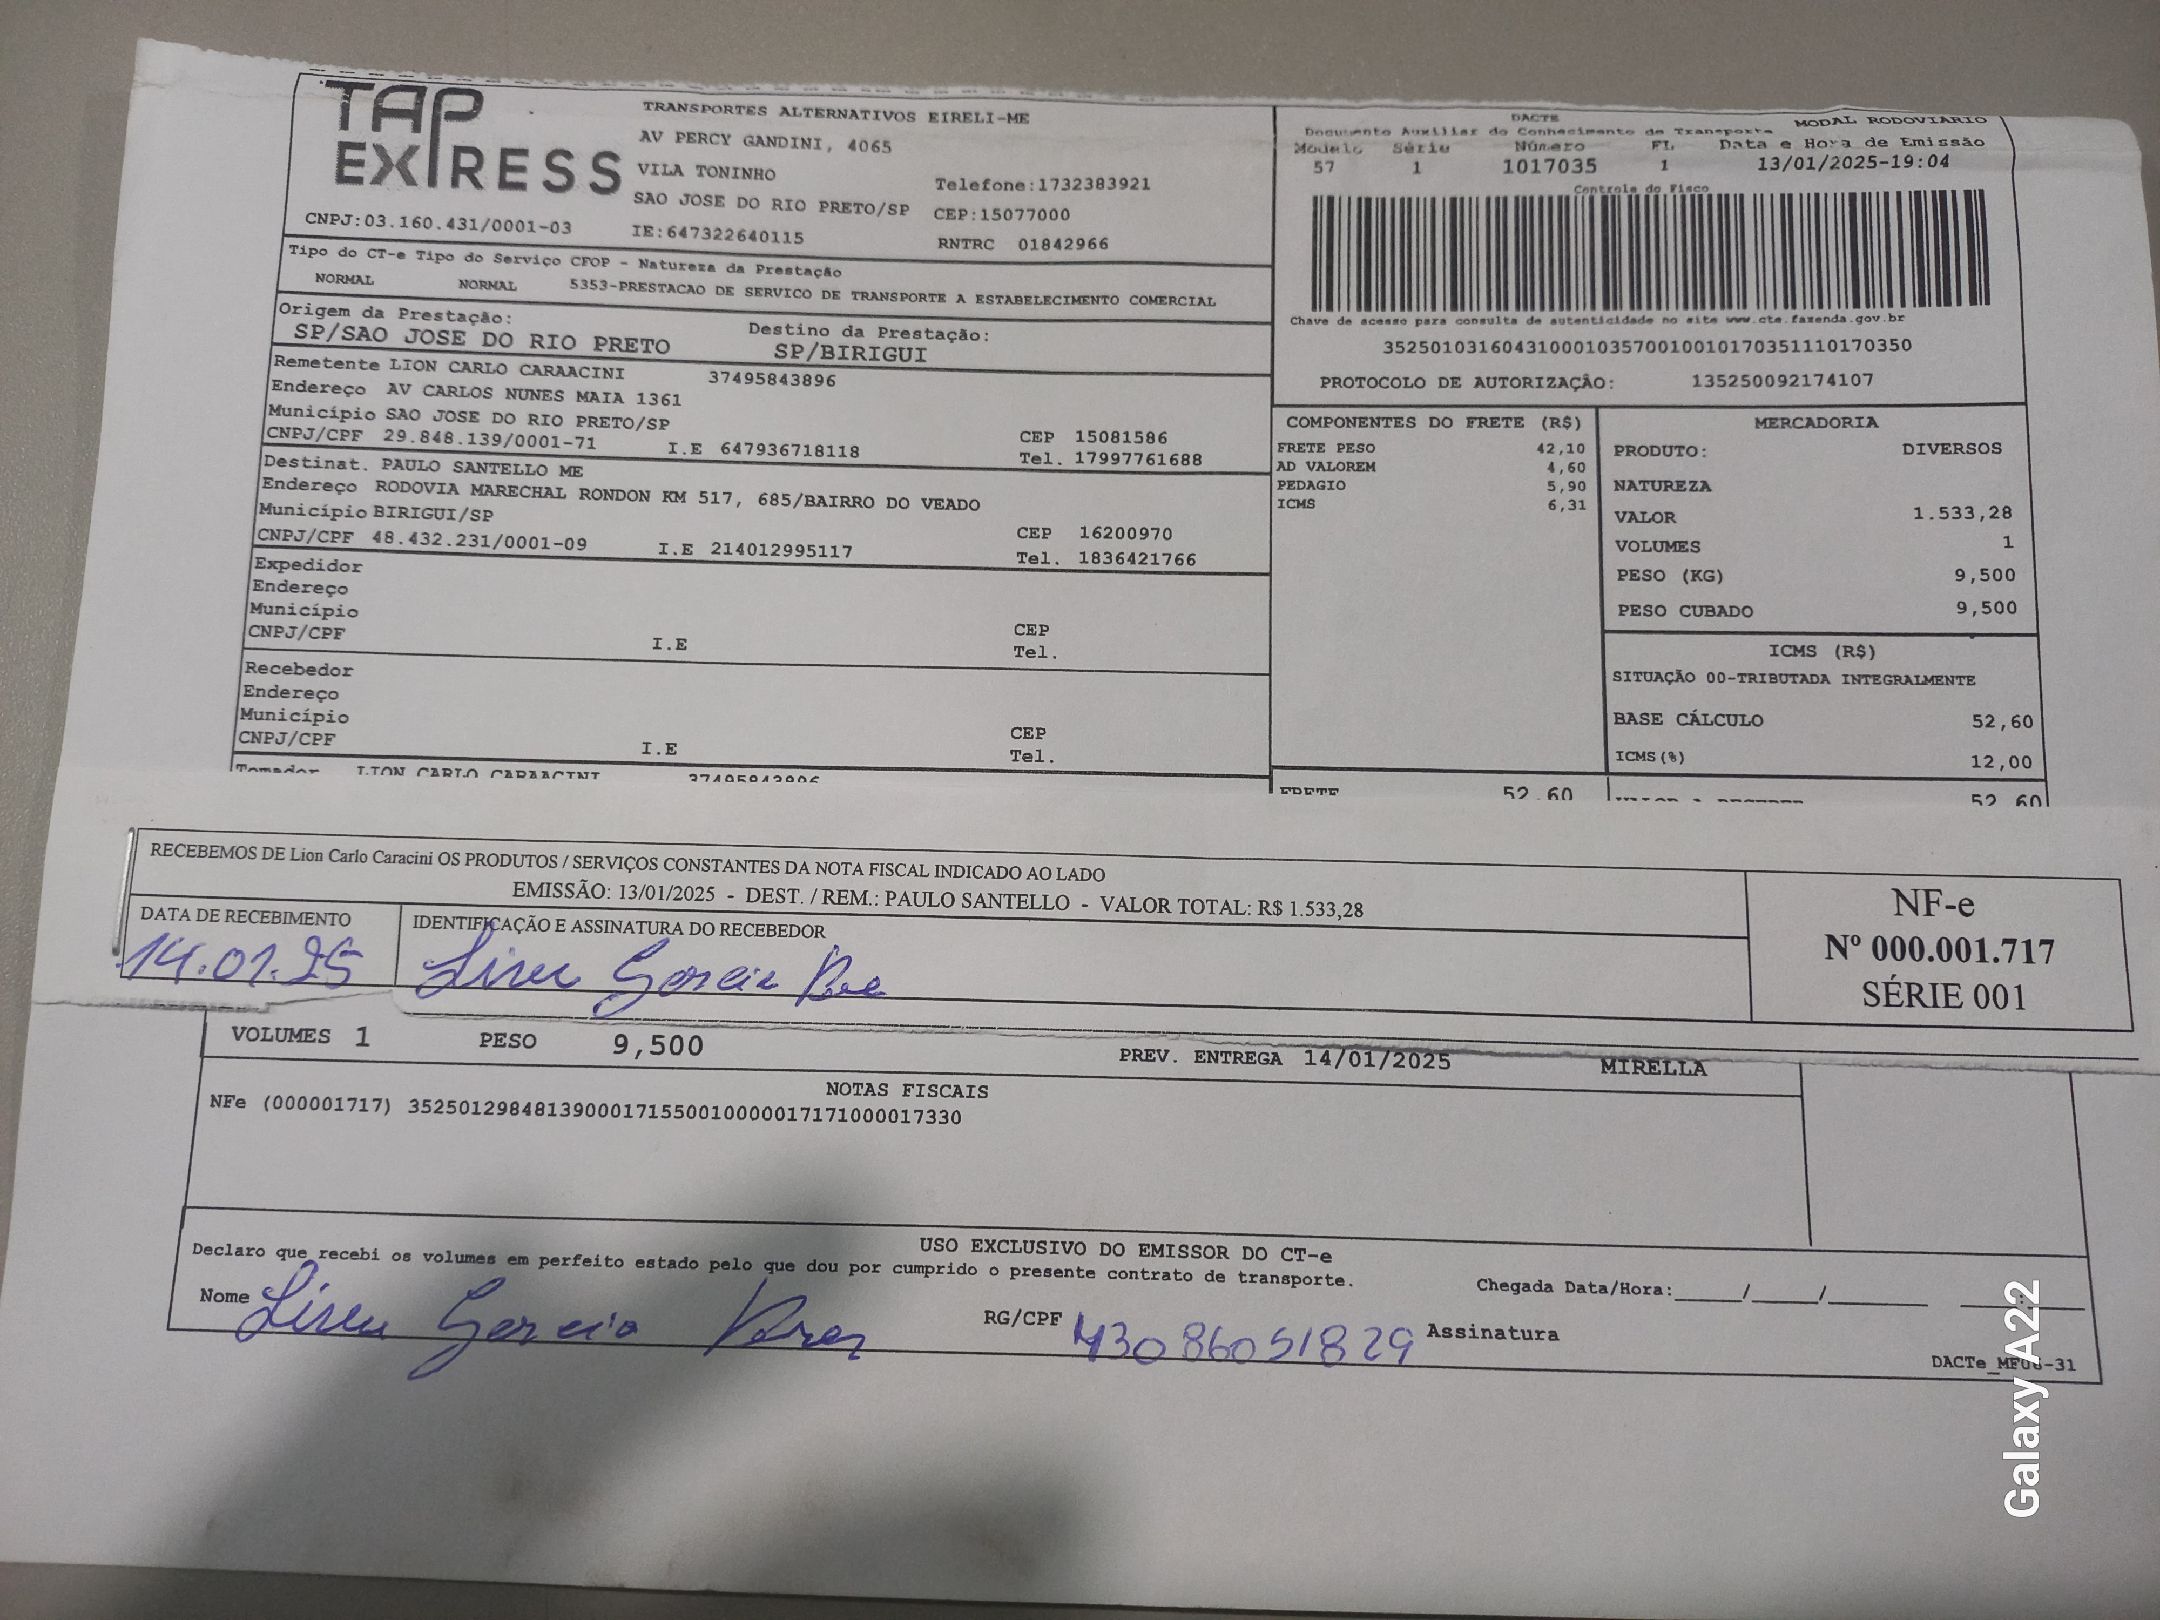 TAP EXPRESS
TRANSPORTES ALTERNATIVOS EIRELI-ME
AV PERCY GANDINI, 4065
VILA TONINHO
Telefone:1732383921
SAO JOSE DO RIO PRETO/SP CEP:15077000
CNPJ:03.160.431/0001-03 IE:647322640115 RNTRC 01842966
DACTE MODAL RODOVIÁRIO
Documento Auxiliar do Conhecimento de Transporte
Modelo Série Número FL Data e Hora de Emissão
57 1 1017035 1 13/01/2025-19:04
Controle do Fisco
Chave de acesso para consulta de autenticidade no site www.cte.fazenda.gov.br
35250103160431000103570010010170351110170350
PROTOCOLO DE AUTORIZAÇÃO: 135250092174107
Tipo do CT-e Tipo do Serviço CFOP - Natureza da Prestação
NORMAL NORMAL 5353-PRESTACAO DE SERVICO DE TRANSPORTE A ESTABELECIMENTO COMERCIAL
Origem da Prestação: Destino da Prestação:
SP/SAO JOSE DO RIO PRETO SP/BIRIGUI
Remetente LION CARLO CARAACINI 37495843896
Endereço AV CARLOS NUNES MAIA 1361
Município SAO JOSE DO RIO PRETO/SP CEP 15081586
CNPJ/CPF 29.848.139/0001-71 I.E 647936718118 Tel. 17997761688
Destinat. PAULO SANTELLO ME
Endereço RODOVIA MARECHAL RONDON KM 517, 685/BAIRRO DO VEADO
Município BIRIGUI/SP CEP 16200970
CNPJ/CPF 48.432.231/0001-09 I.E 214012995117 Tel. 1836421766
Expedidor
Endereço
Município CEP
CNPJ/CPF I.E Tel.
Recebedor
Endereço
Município CEP
CNPJ/CPF I.E Tel.
Tomador LION CARLO CARAACINI 37495843896
COMPONENTES DO FRETE (R$)
FRETE PESO 42,10
AD VALOREM 4,60
PEDAGIO 5,90
ICMS 6,31
FRETE 52,60
MERCADORIA
PRODUTO: DIVERSOS
NATUREZA
VALOR 1.533,28
VOLUMES 1
PESO (KG) 9,500
PESO CUBADO 9,500
ICMS (R$)
SITUAÇÃO 00-TRIBUTADA INTEGRALMENTE
BASE CÁLCULO 52,60
ICMS(%) 12,00
52,60
RECEBEMOS DE Lion Carlo Caracini OS PRODUTOS / SERVIÇOS CONSTANTES DA NOTA FISCAL INDICADO AO LADO
EMISSÃO: 13/01/2025 - DEST. / REM.: PAULO SANTELLO - VALOR TOTAL: R$ 1.533,28
DATA DE RECEBIMENTO IDENTIFICAÇÃO E ASSINATURA DO RECEBEDOR
14.01.25
NF-e
Nº 000.001.717
SÉRIE 001
VOLUMES 1 PESO 9,500 PREV. ENTREGA 14/01/2025 MIRELLA
NOTAS FISCAIS
NFe (000001717) 35250129848139000171550010000017171000017330
USO EXCLUSIVO DO EMISSOR DO CT-e
Declaro que recebi os volumes em perfeito estado pelo que dou por cumprido o presente contrato de transporte.
Chegada Data/Hora:_____/_____/________
Nome RG/CPF 43086051829 Assinatura
Galaxy A22